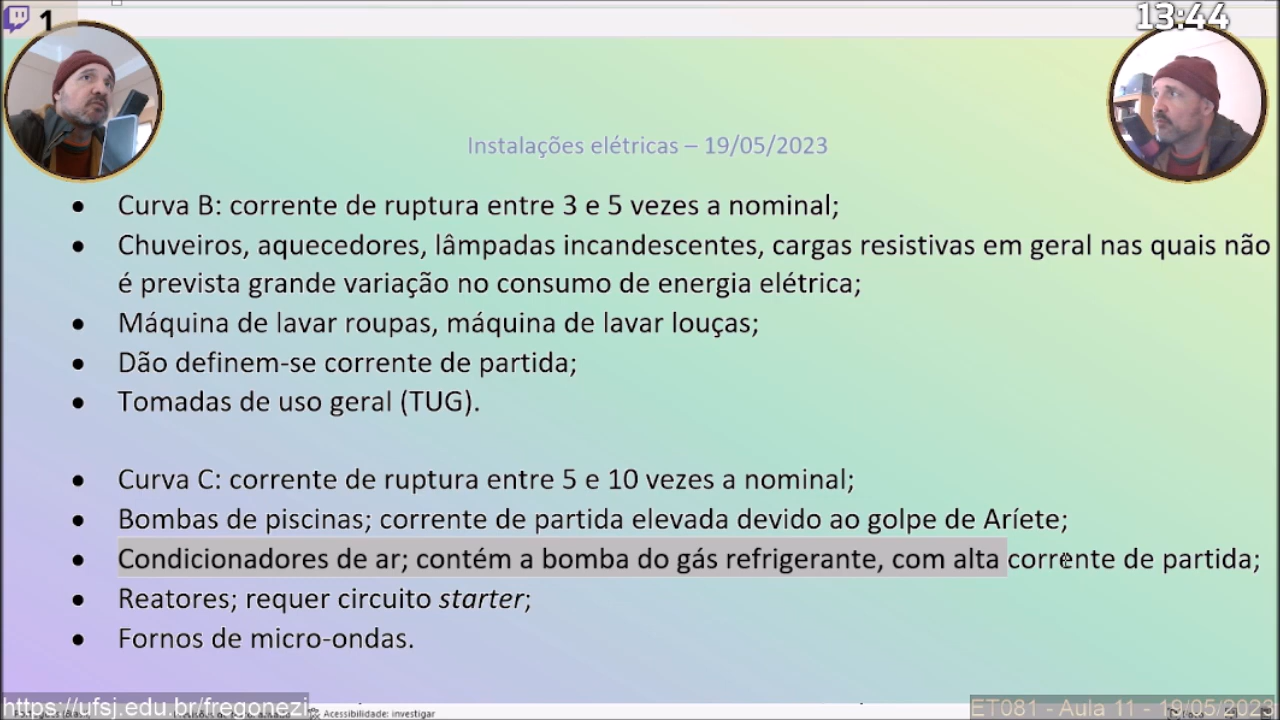 1
13:44
Instalações elétricas – 19/05/2023
• Curva B: corrente de ruptura entre 3 e 5 vezes a nominal;
• Chuveiros, aquecedores, lâmpadas incandescentes, cargas resistivas em geral nas quais não
é prevista grande variação no consumo de energia elétrica;
• Máquina de lavar roupas, máquina de lavar louças;
• Dão definem-se corrente de partida;
• Tomadas de uso geral (TUG).
• Curva C: corrente de ruptura entre 5 e 10 vezes a nominal;
• Bombas de piscinas; corrente de partida elevada devido ao golpe de Aríete;
• Condicionadores de ar; contém a bomba do gás refrigerante, com alta corrente de partida;
• Reatores; requer circuito starter;
• Fornos de micro-ondas.
https://ufsj.edu.br/fregonezi
Acessibilidade: investigar
ET081 - Aula 11 - 19/05/2023